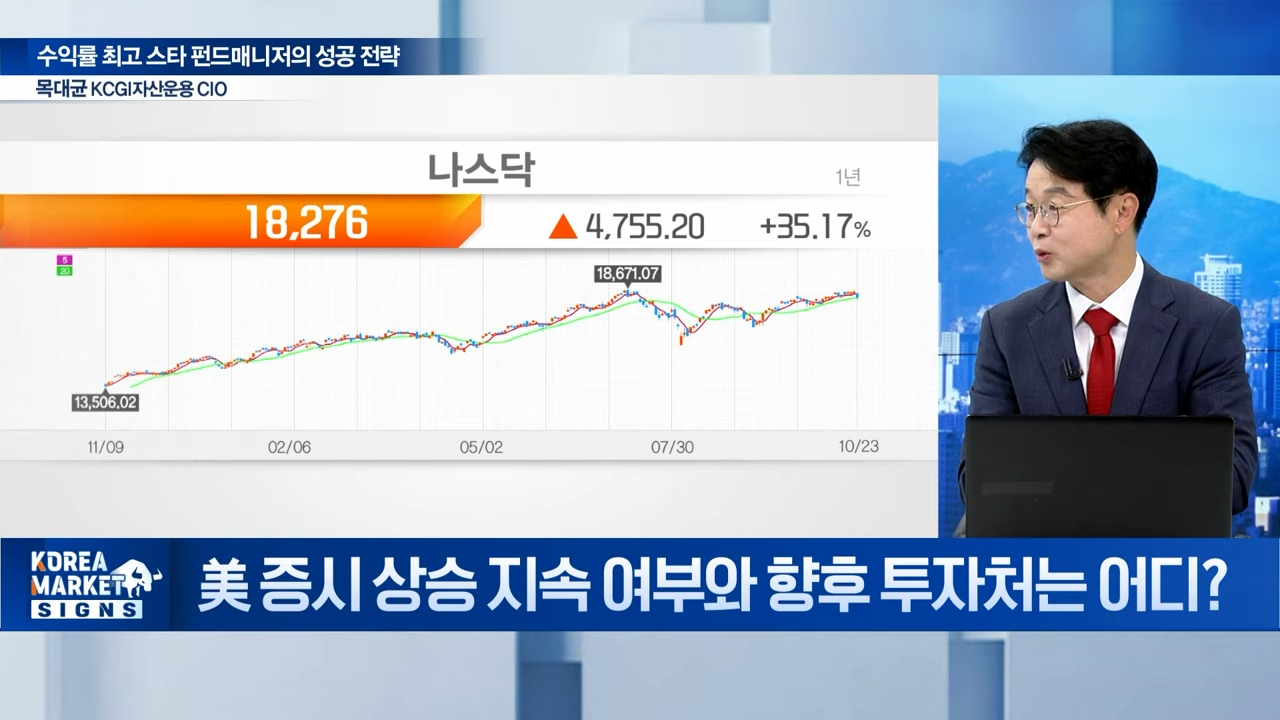 수익률 최고 스타 펀드매니저의 성공 전략
목대균 KCGI자산운용 CIO
나스닥
1년
18,276 ▲ 4,755.20 +35.17%
5
20
18,671.07
13,506.02
11/09 02/06 05/02 07/30 10/23
KOREA
MARKET
SIGNS
美 증시 상승 지속 여부와 향후 투자처는 어디?